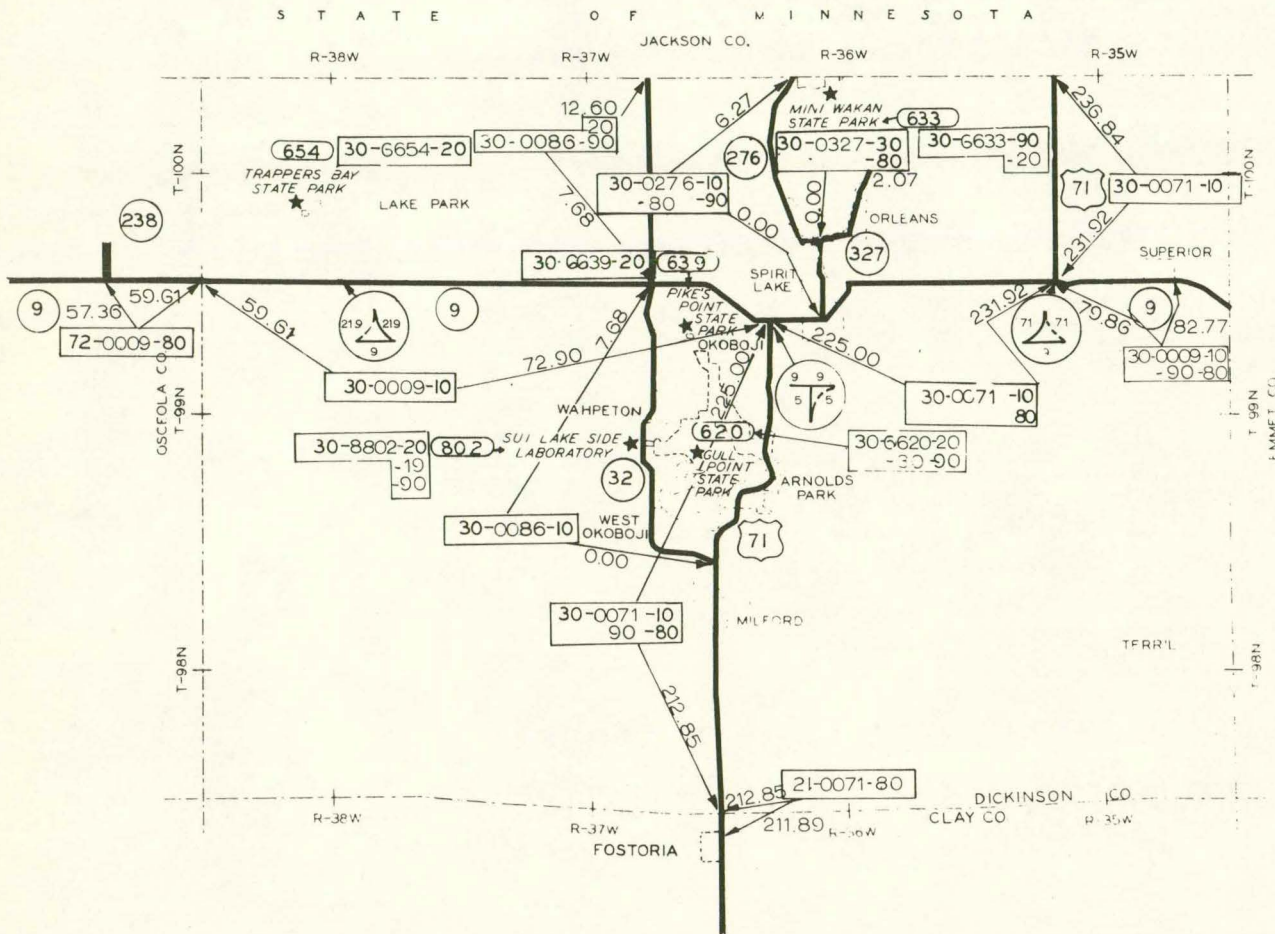 STATE OF MINNESOTA
JACKSON CO.
R-38W
R-37W
R-36W
R-35W
12.60
20
30-0086-90
6.27
MINI WAKAN
STATE PARK
633
30-6633-90
-20
236.84
654
30-6654-20
TRAPPERS BAY
STATE PARK
T-100N
LAKE PARK
7.68
276
30-0327-30
-80
2.07
30-0276-10
-80 -90
0.00
0.00
71
30-0071-10
T-100N
ORLEANS
238
327
231.92
SUPERIOR
30-6639-20
639
SPIRIT
LAKE
9
57.36
59.61
72-0009-80
59.61
219 219
9
9
PIKE'S
POINT
STATE
PARK
OKOBOJI
7.68
72.90
225.00
231.92
71 71
9
79.86
9
82.77
30-0009-10
-90-80
30-0009-10
9 9
5 5
30-0071-10
80
OSCEOLA CO.
T-99N
T 99N
EMMET CO.
WAHPETON
225.00
30-8802-20
-19
-90
802
SUI LAKE SIDE
LABORATORY
620
30-6620-20
-30-90
GULL
POINT
STATE
PARK
32
ARNOLDS
PARK
30-0086-10
WEST
OKOBOJI
0.00
71
30-0071-10
90 -80
MILFORD
TERRIL
T-98N
T-98N
212.85
212.85
21-0071-80
DICKINSON CO
CLAY CO
R-38W
R-37W
211.89
R-36W
R-35W
FOSTORIA